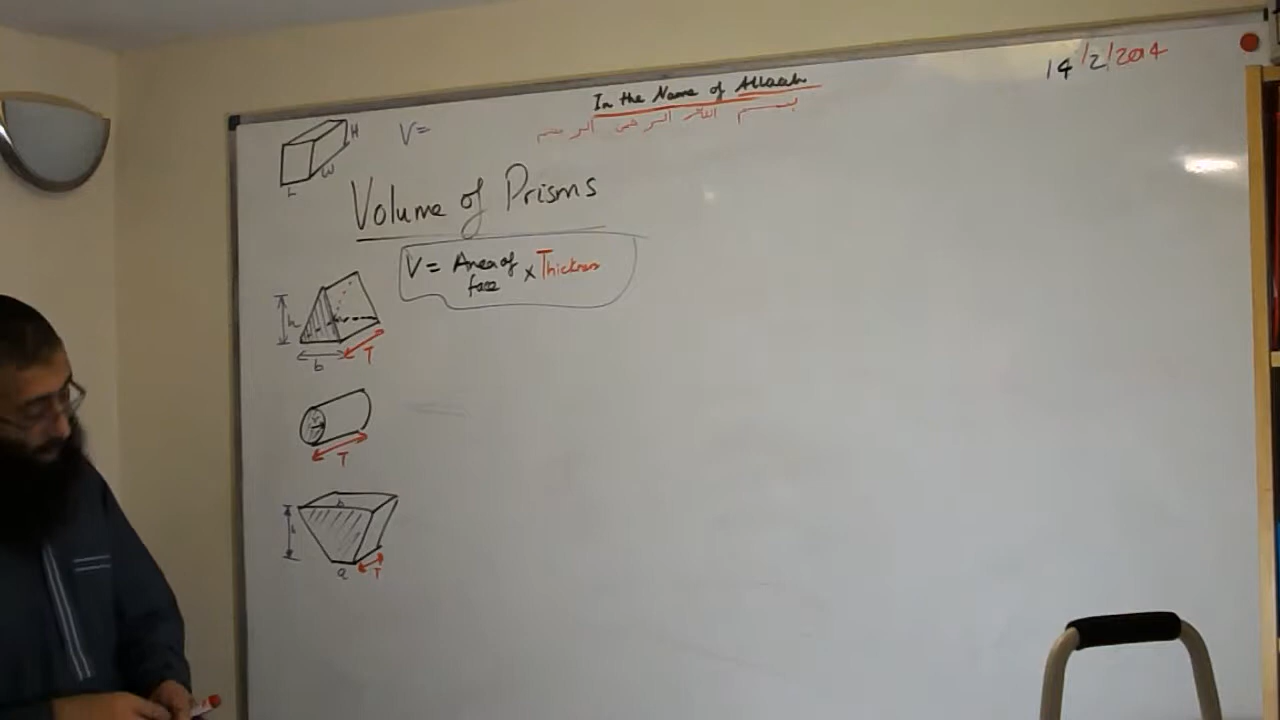 14/2/2014
In the Name of Allaah
بسم الله الرحمن الرحيم
H
V=
W
L
Volume of Prisms
V = Area of face × Thickness
h
b
T
r
T
b
h
a
T